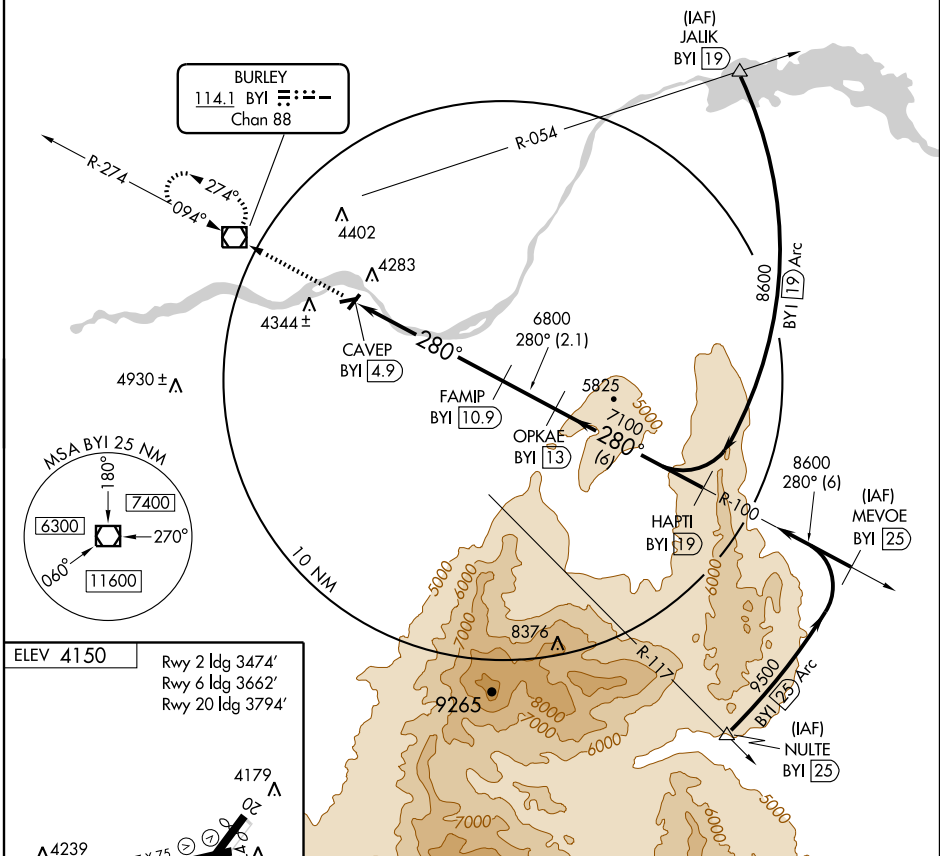 (IAF)
JALIK
BYI 19
BURLEY
114.1 BYI
Chan 88
R-054
R-274
274°
094°
4402
4283
4344 ±
8600
BYI 19 Arc
280°
6800
280° (2.1)
CAVEP
BYI 4.9
4930 ±
FAMIP
BYI 10.9
5825
5000
7100
OPKAE
BYI 13
280°
(6)
MSA BYI 25 NM
180°
7400
6300
270°
060°
11600
8600
280° (6)
R-100
(IAF)
MEVOE
BYI 25
HAPTI
BYI 19
10 NM
5000
6000
7000
6000
8376
R-117
9265
8000
7000
6000
9500
BYI 25 Arc
(IAF)
NULTE
BYI 25
5000
6000
7000
ELEV 4150
Rwy 2 ldg 3474'
Rwy 6 ldg 3662'
Rwy 20 ldg 3794'
4179
20
4239
X 75